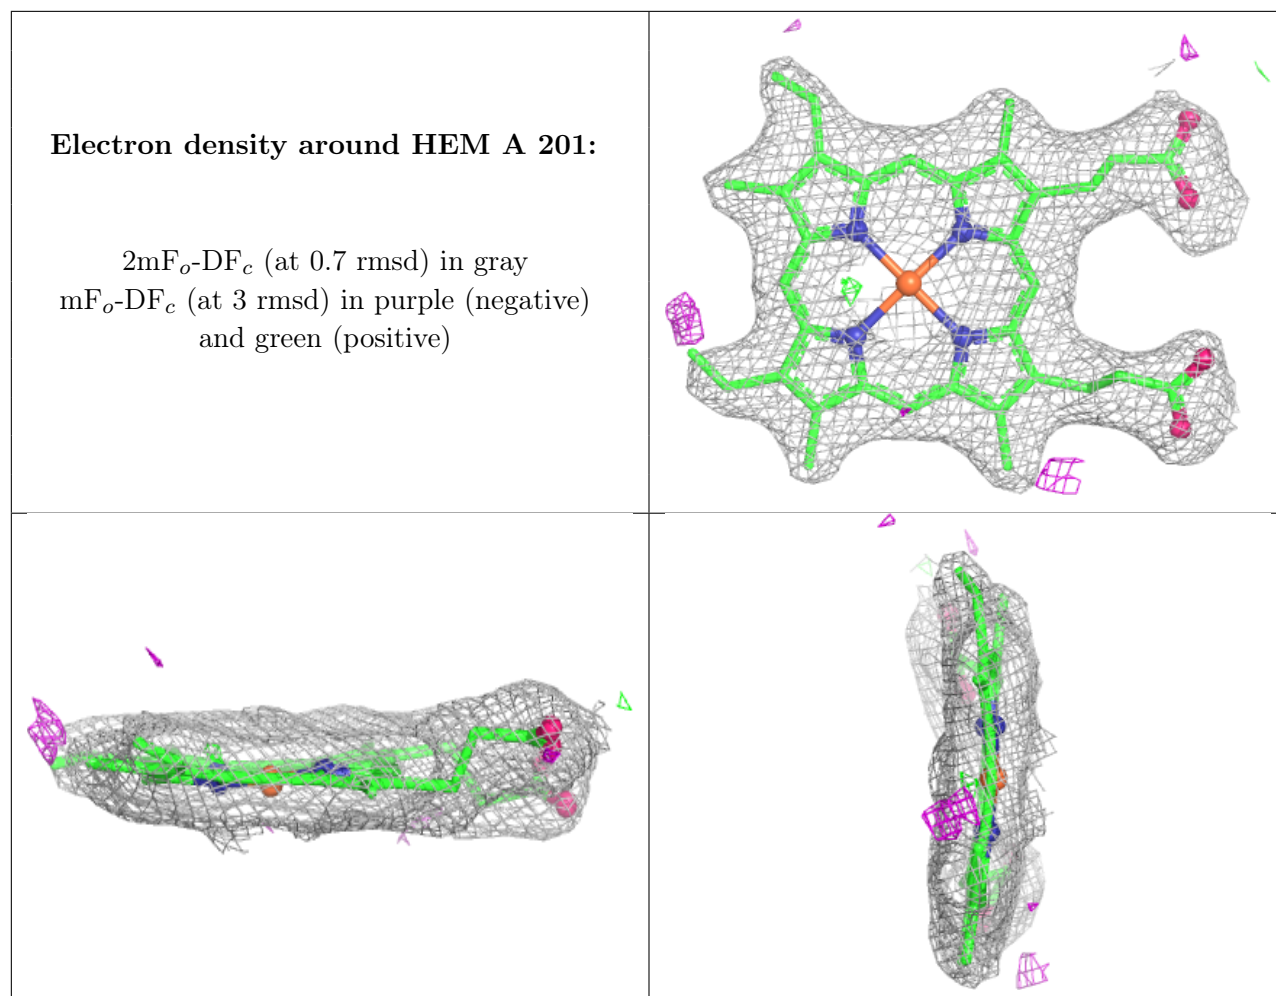 Electron density around HEM A 201:
2mFo-DFc (at 0.7 rmsd) in gray
mFo-DFc (at 3 rmsd) in purple (negative)
and green (positive)